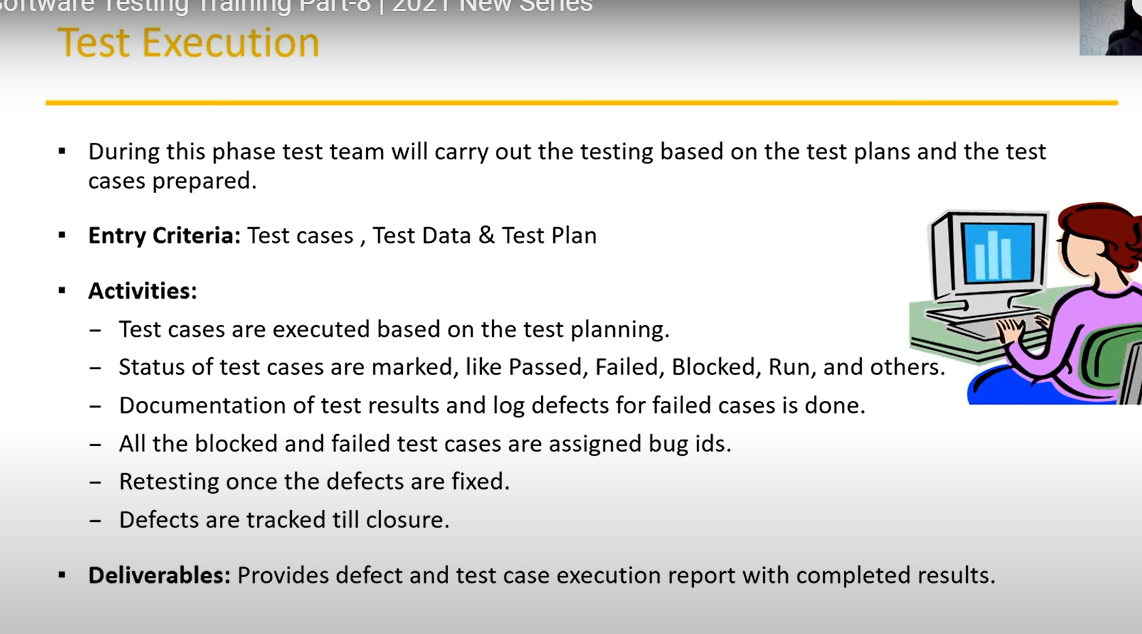 Software Testing Training Part-8 | 2021 New Series
Test Execution
▪ During this phase test team will carry out the testing based on the test plans and the test
cases prepared.
▪ Entry Criteria: Test cases , Test Data & Test Plan
▪ Activities:
– Test cases are executed based on the test planning.
– Status of test cases are marked, like Passed, Failed, Blocked, Run, and others.
– Documentation of test results and log defects for failed cases is done.
– All the blocked and failed test cases are assigned bug ids.
– Retesting once the defects are fixed.
– Defects are tracked till closure.
▪ Deliverables: Provides defect and test case execution report with completed results.